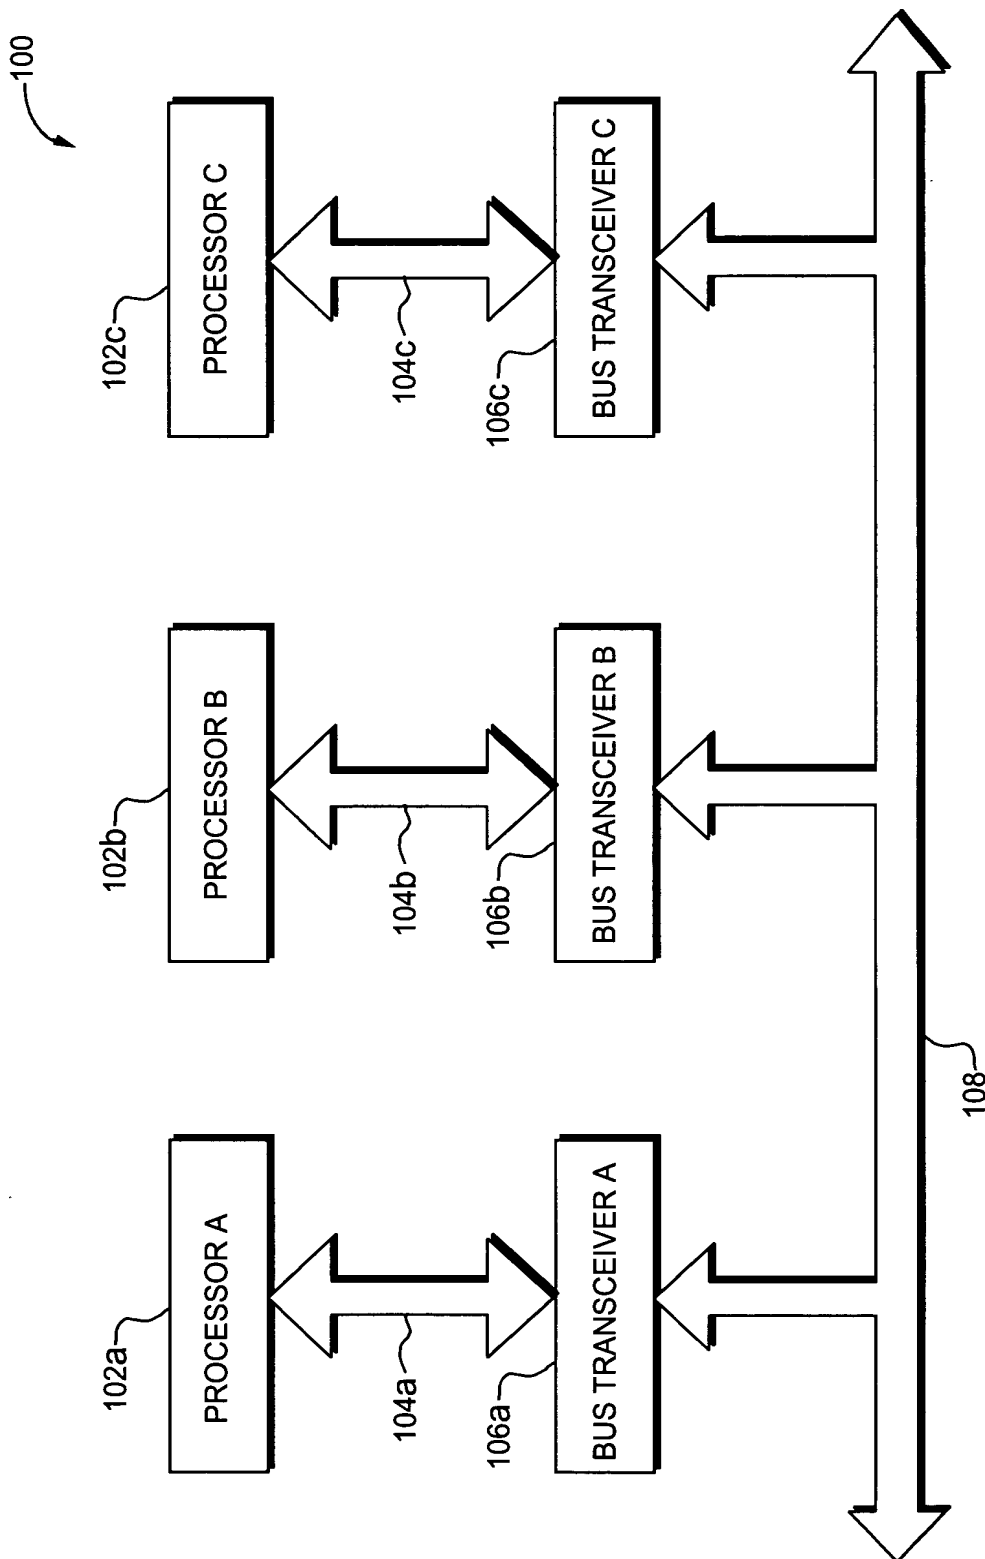 100
102a
PROCESSOR A
102b
PROCESSOR B
102c
PROCESSOR C
104a
104b
104c
106a
BUS TRANSCEIVER A
106b
BUS TRANSCEIVER B
106c
BUS TRANSCEIVER C
108